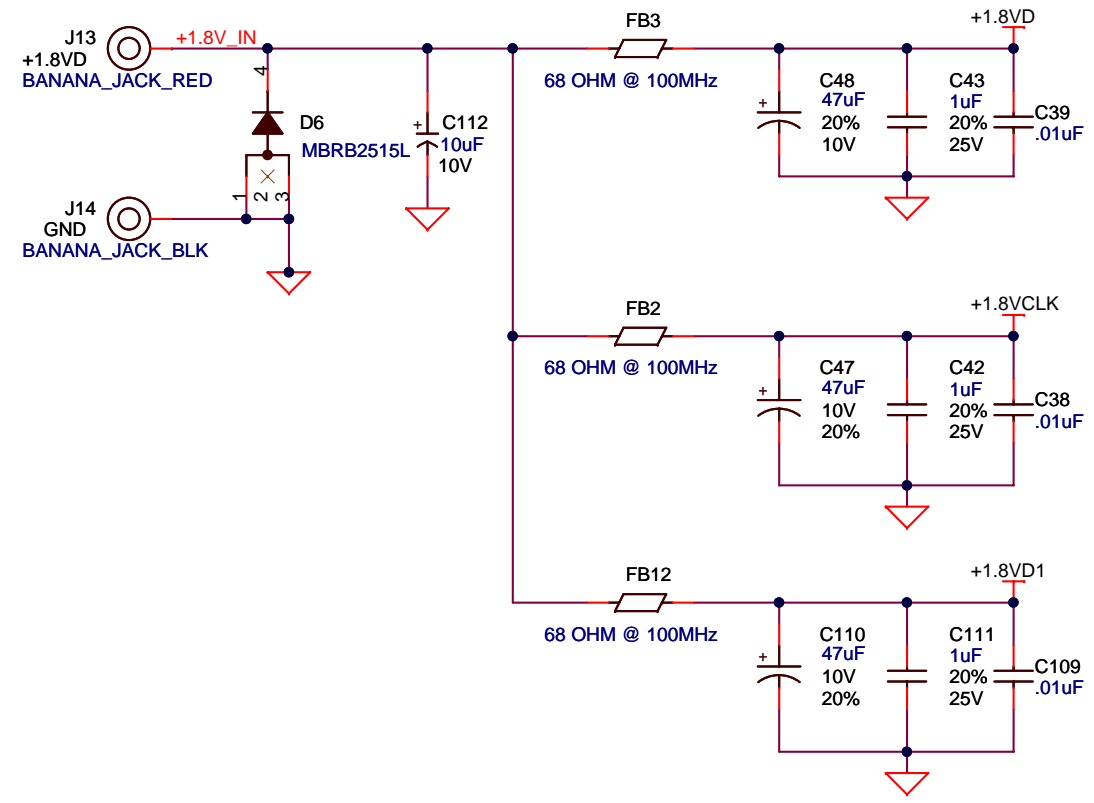 J13
+1.8VD
BANANA_JACK_RED
+1.8V_IN
4
D6
MBRB2515L
1
2
3
J14
GND
BANANA_JACK_BLK
+
C112
10uF
10V
FB3
68 OHM @ 100MHz
+1.8VD
+
C48
47uF
20%
10V
C43
1uF
20%
25V
C39
.01uF
FB2
68 OHM @ 100MHz
+1.8VCLK
+
C47
47uF
10V
20%
C42
1uF
20%
25V
C38
.01uF
FB12
68 OHM @ 100MHz
+1.8VD1
+
C110
47uF
10V
20%
C111
1uF
20%
25V
C109
.01uF